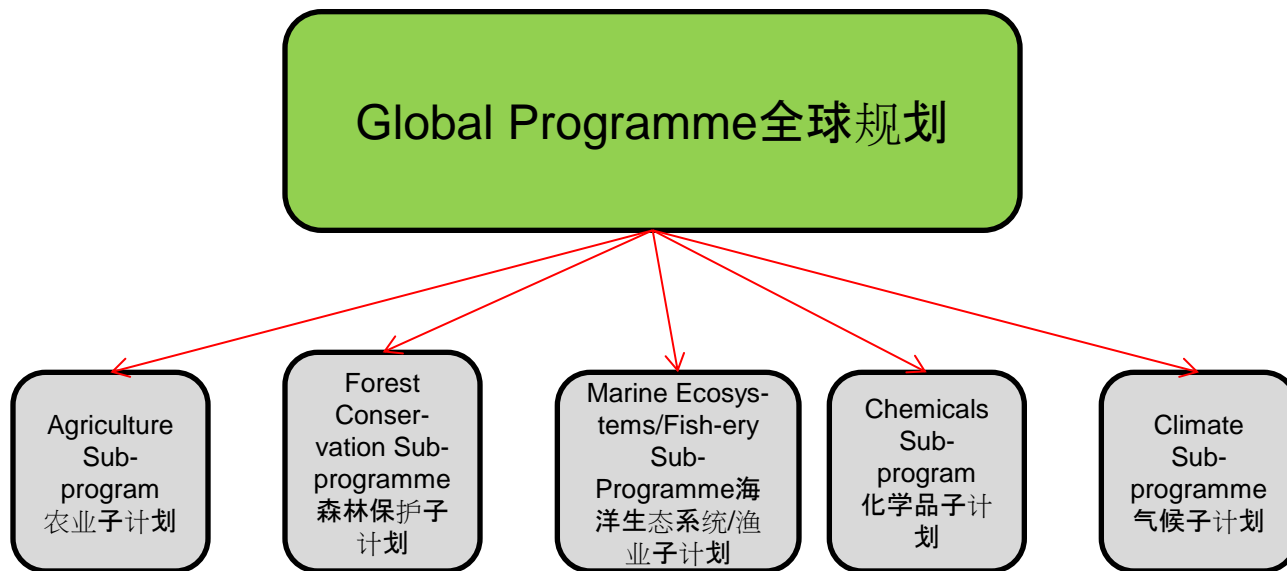 Global Programme全球规划
Agriculture
Sub-
program
农业子计划
Forest
Conser-
vation Sub-
programme
森林保护子
计划
Marine Ecosys-
tems/Fish-ery
Sub-
Programme海
洋生态系统/渔
业子计划
Chemicals
Sub-
program
化学品子计
划
Climate
Sub-
programme
气候子计划